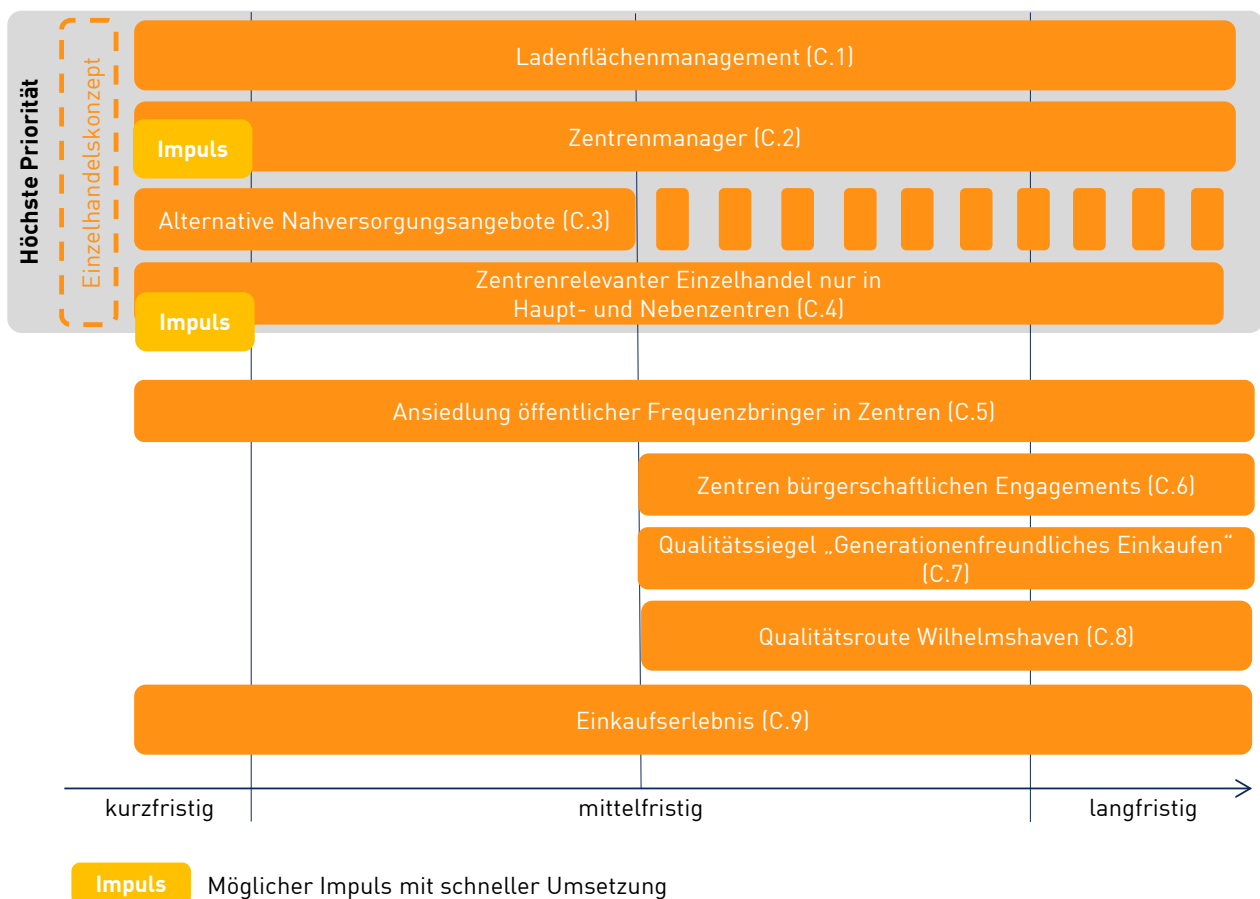 Höchste Priorität
Einzelhandelskonzept
Ladenflächenmanagement (C.1)
Zentrenmanager (C.2)
Impuls
Alternative Nahversorgungsangebote (C.3)
Zentrenrelevanter Einzelhandel nur in
Haupt- und Nebenzentren (C.4)
Impuls
Ansiedlung öffentlicher Frequenzbringer in Zentren (C.5)
Zentren bürgerschaftlichen Engagements (C.6)
Qualitätssiegel „Generationenfreundliches Einkaufen“
(C.7)
Qualitätsroute Wilhelmshaven (C.8)
Einkaufserlebnis (C.9)
kurzfristig
mittelfristig
langfristig
Impuls
Möglicher Impuls mit schneller Umsetzung